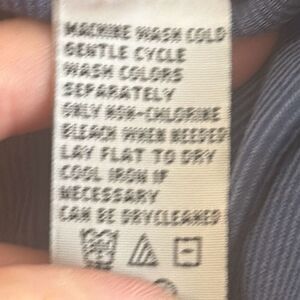 MACHINE WASH COLD
GENTLE CYCLE
WASH COLORS
SEPARATELY
ONLY NON-CHLORINE
BLEACH WHEN NEEDED
LAY FLAT TO DRY
COOL IRON IF
NECESSARY
CAN BE DRYCLEANED